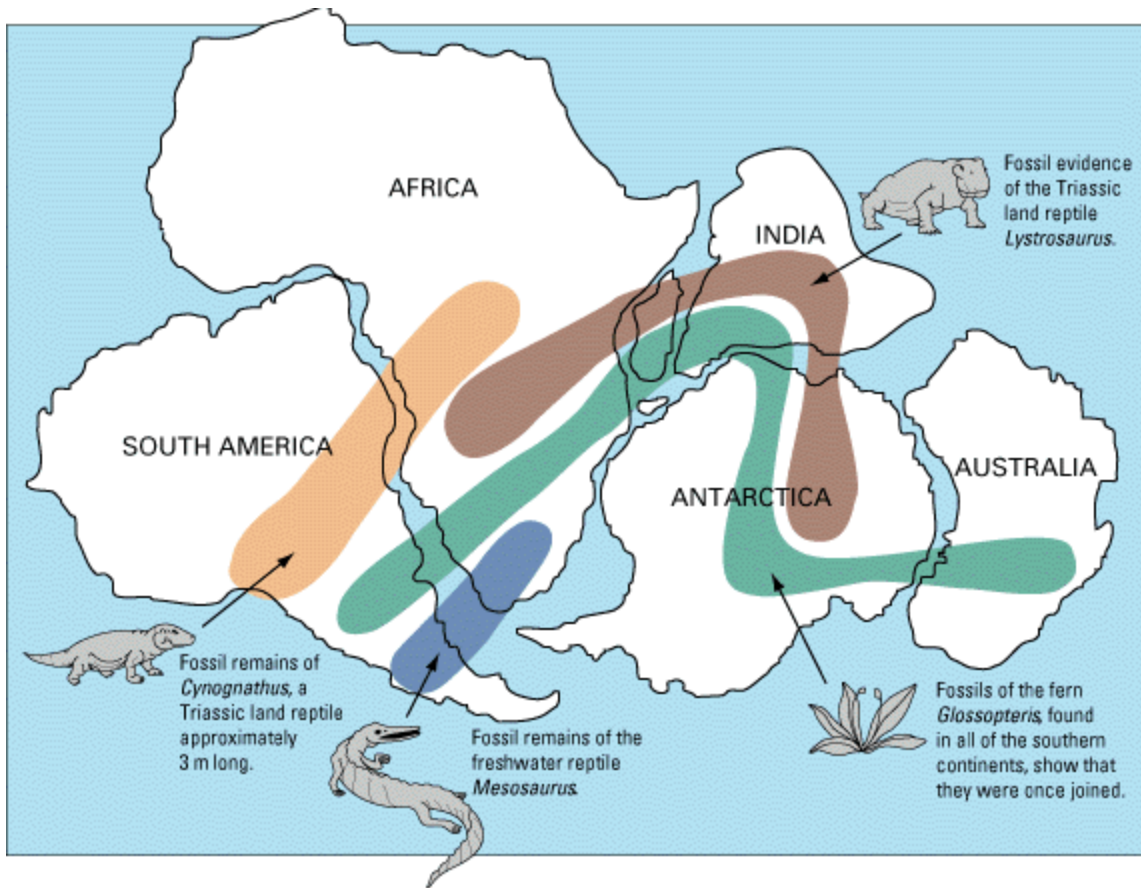 AFRICA
INDIA
Fossil evidence
of the Triassic
land reptile
Lystrosaurus.
SOUTH AMERICA
ANTARCTICA
AUSTRALIA
Fossil remains of
Cynognathus, a
Triassic land reptile
approximately
3 m long.
Fossil remains of the
freshwater reptile
Mesosaurus.
Fossils of the fern
Glossopteris, found
in all of the southern
continents, show that
they were once joined.